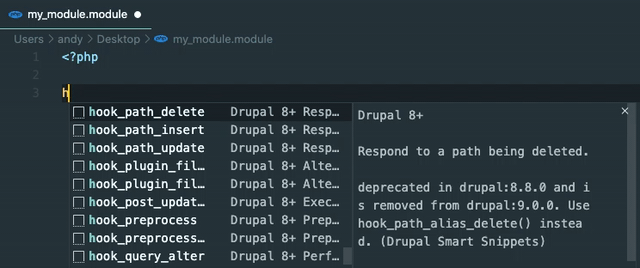 my_module.module
Users > andy > Desktop > my_module.module
1 <?php
2
3 h
hook_path_delete Drupal 8+ Resp…
hook_path_insert Drupal 8+ Resp…
hook_path_update Drupal 8+ Resp…
hook_plugin_fil… Drupal 8+ Alte…
hook_plugin_fil… Drupal 8+ Alte…
hook_post_updat… Drupal 8+ Exec…
hook_preprocess Drupal 8+ Prep…
hook_preprocess… Drupal 8+ Prep…
hook_query_alter Drupal 8+ Perf…
Drupal 8+
Respond to a path being deleted.
deprecated in drupal:8.8.0 and i
s removed from drupal:9.0.0. Use
hook_path_alias_delete() instea
d. (Drupal Smart Snippets)